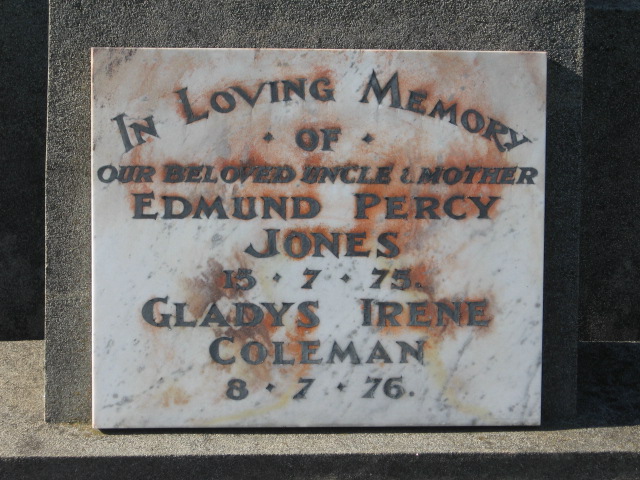 In Loving Memory
· OF ·
OUR BELOVED UNCLE & MOTHER
EDMUND PERCY
JONES
15 · 7 · 75.
GLADYS IRENE
COLEMAN
8 · 7 · 76.